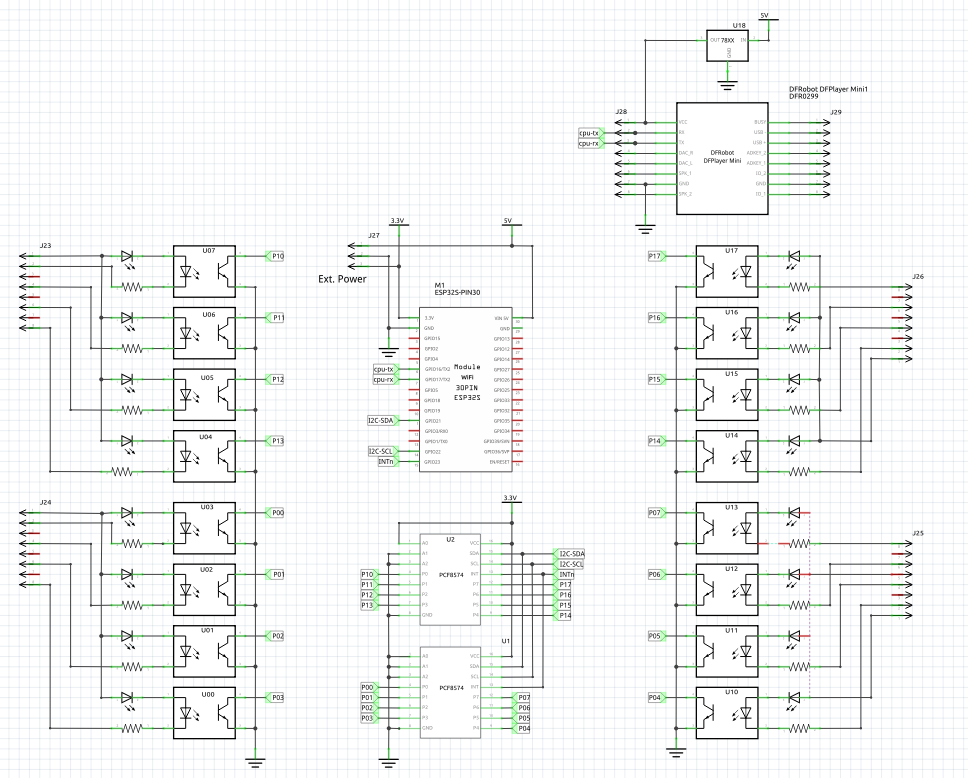 5V
U18
OUT 78XX IN
GND
DFRobot DFPlayer Mini1
DFR0299
J28
J29
cpu-tx
cpu-rx
VCC
RX
TX
DAC_R
DAC_L
SPK_1
GND
SPK_2
DFRobot
DFPlayer Mini
BUSY
USB-
USB+
ADKEY_2
ADKEY_1
IO_2
GND
IO_1
J23
U07
P10
U06
P11
U05
P12
U04
P13
J24
U03
P00
U02
P01
U01
P02
U00
P03
3.3V
5V
J27
Ext. Power
M1
ESP32S-PIN30
3.3V
GND
GPIO15
GPIO2
GPIO4
GPIO16/TX2
GPIO17/TX2
GPIO5
GPIO18
GPIO19
GPIO21
GPIO3/RX0
GPIO1/TX0
GPIO22
GPIO23
Module
WiFi
30PIN
ESP32S
VIN 5V
GND
GPIO13
GPIO12
GPIO14
GPIO27
GPIO26
GPIO25
GPIO33
GPIO32
GPIO35
GPIO34
GPIO39/SVN
GPIO36/SVP
EN/RESET
cpu-tx
cpu-rx
I2C-SDA
I2C-SCL
INTn
3.3V
U2
PCF8574
A0
A1
A2
P0
P1
P2
P3
GND
VCC
SDA
SCL
INT
P7
P6
P5
P4
P10
P11
P12
P13
I2C-SDA
I2C-SCL
INTn
P17
P16
P15
P14
U1
PCF8574
A0
A1
A2
P0
P1
P2
P3
GND
VCC
SDA
SCL
INT
P7
P6
P5
P4
P00
P01
P02
P03
P07
P06
P05
P04
U17
P17
J26
U16
P16
U15
P15
U14
P14
U13
P07
J25
U12
P06
U11
P05
U10
P04